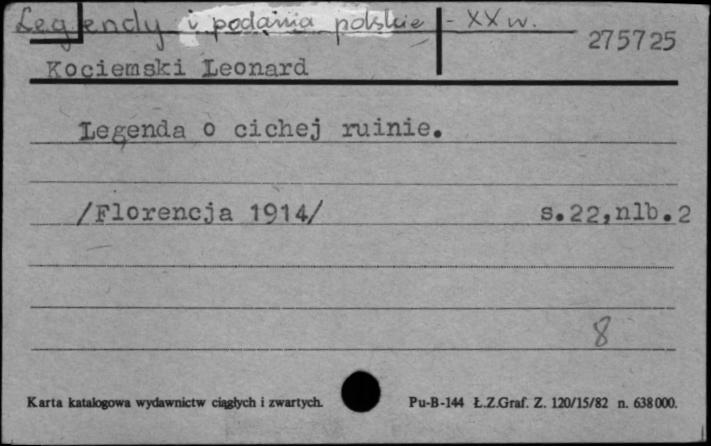 Legendy i podania polskie - XX w.
275725
Kociemski Leonard
Legenda o cichej ruinie.
/Florencja 1914/ s.22,nlb.2
8
Karta katalogowa wydawnictw ciągłych i zwartych. Pu-B-144 Ł.Z.Graf. Z. 120/15/82 n. 638000.